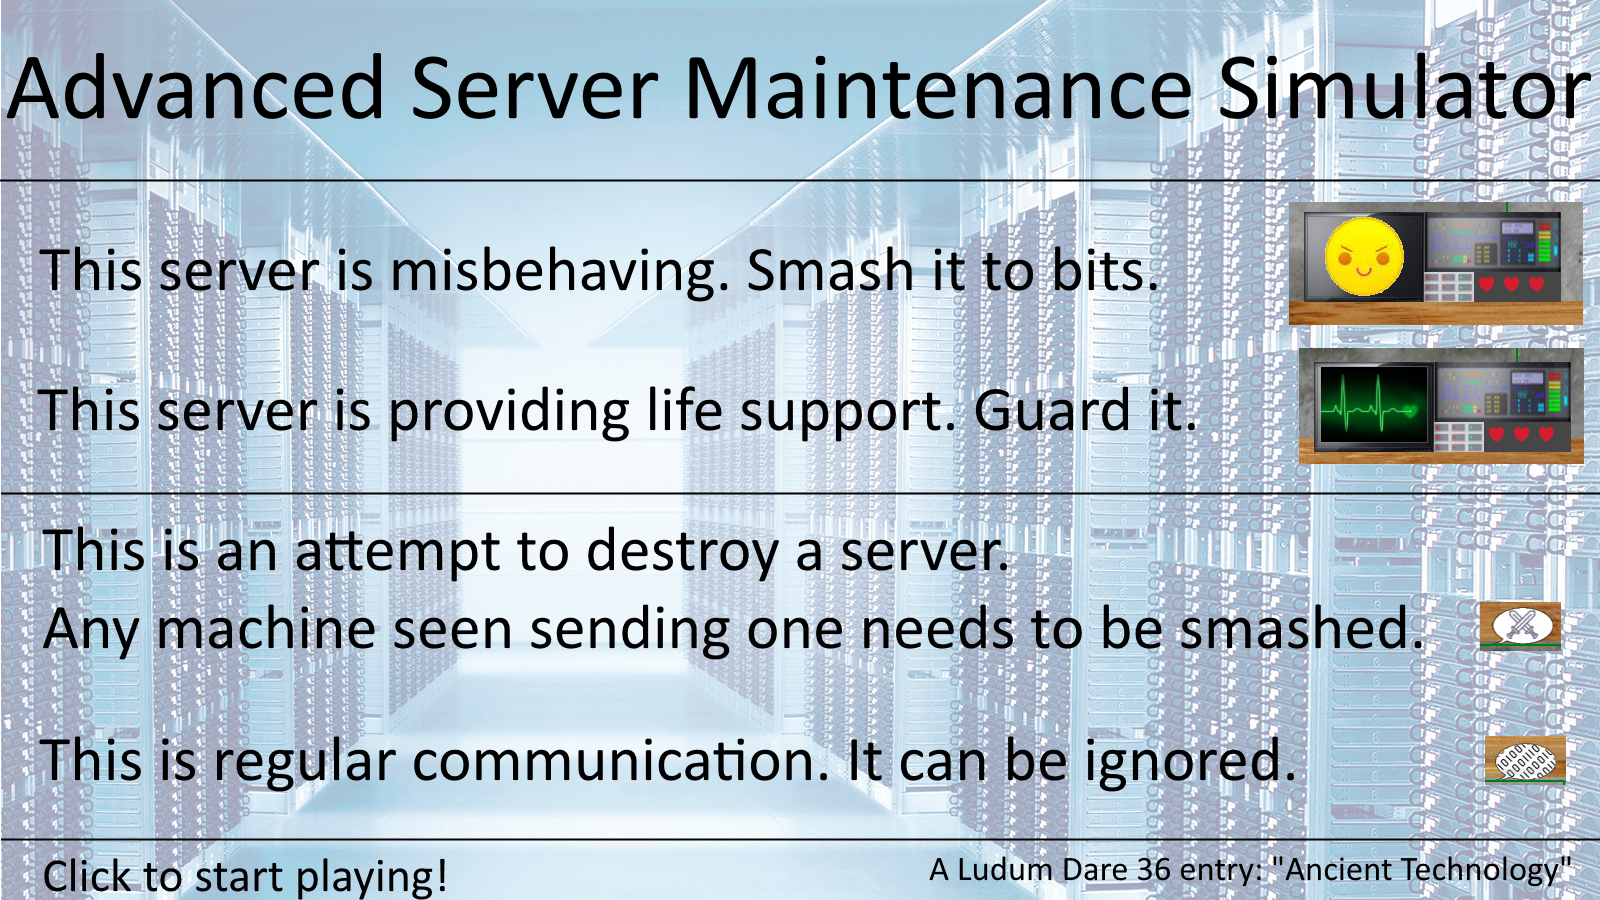 Advanced Server Maintenance Simulator
This server is misbehaving. Smash it to bits.
This server is providing life support. Guard it.
This is an attempt to destroy a server.
Any machine seen sending one needs to be smashed.
This is regular communication. It can be ignored.
Click to start playing!
A Ludum Dare 36 entry: "Ancient Technology"